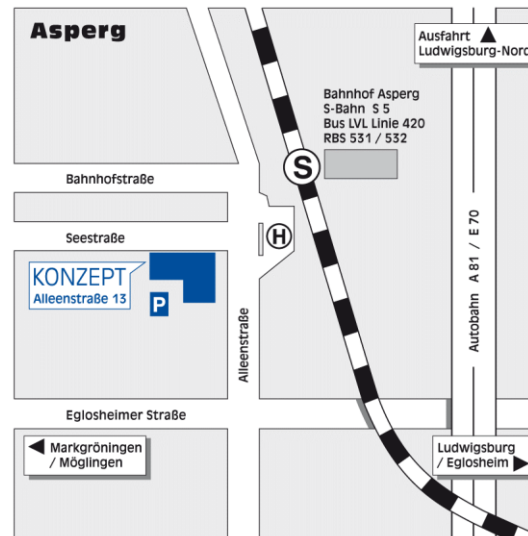 Asperg
Ausfahrt
Ludwigsburg-Nord
Bahnhof Asperg
S-Bahn S 5
Bus LVL Linie 420
RBS 531 / 532
S
Bahnhofstraße
Seestraße
H
KONZEPT
Alleenstraße 13
P
Alleenstraße
Autobahn A 81 / E 70
Eglosheimer Straße
Markgröningen
/ Möglingen
Ludwigsburg
/ Eglosheim